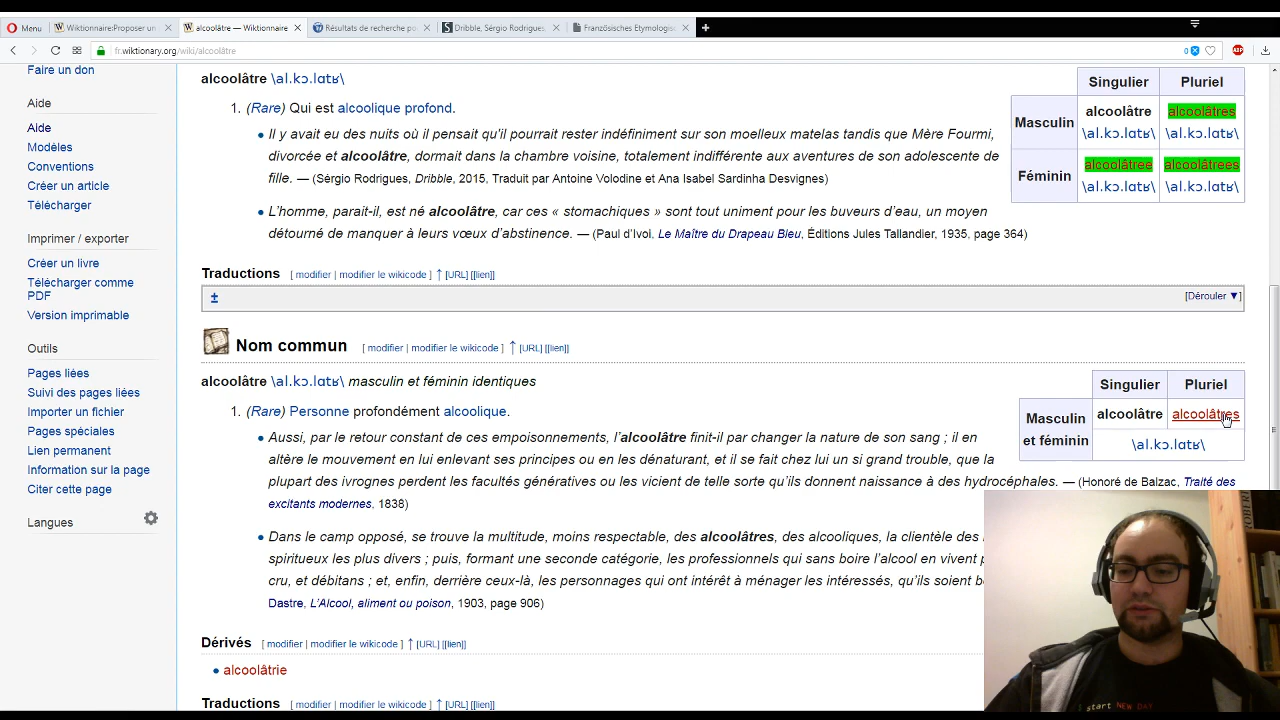 Menu
Wiktionnaire:Proposer un
alcoolâtre — Wiktionnaire
Résultats de recherche po
Dribble, Sérgio Rodrigues
Französisches Etymologis
fr.wiktionary.org/wiki/alcoolâtre
0
ABP
Faire un don
Aide
Aide
Modèles
Conventions
Créer un article
Télécharger
Imprimer / exporter
Créer un livre
Télécharger comme
PDF
Version imprimable
Outils
Pages liées
Suivi des pages liées
Importer un fichier
Pages spéciales
Lien permanent
Information sur la page
Citer cette page
Langues
alcoolâtre \al.kɔ.lɑtʁ\
1. (Rare) Qui est alcoolique profond.
Il y avait eu des nuits où il pensait qu'il pourrait rester indéfiniment sur son moelleux matelas tandis que Mère Fourmi,
divorcée et alcoolâtre, dormait dans la chambre voisine, totalement indifférente aux aventures de son adolescente de
fille. — (Sérgio Rodrigues, Dribble, 2015. Traduit par Antoine Volodine et Ana Isabel Sardinha Desvignes)
L'homme, parait-il, est né alcoolâtre, car ces « stomachiques » sont tout uniment pour les buveurs d'eau, un moyen
détourné de manquer à leurs vœux d'abstinence. — (Paul d'Ivoi, Le Maître du Drapeau Bleu, Éditions Jules Tallandier, 1935, page 364)
Singulier Pluriel
Masculin alcoolâtre alcoolâtres
\al.kɔ.lɑtʁ\ \al.kɔ.lɑtʁ\
Féminin alcoolâtree alcoolâtrees
\al.kɔ.lɑtʁ\ \al.kɔ.lɑtʁ\
Traductions [ modifier | modifier le wikicode ] ↑ [URL] [[lien]]
± [Dérouler ▼]
Nom commun [ modifier | modifier le wikicode ] ↑ [URL] [[lien]]
alcoolâtre \al.kɔ.lɑtʁ\ masculin et féminin identiques
1. (Rare) Personne profondément alcoolique.
Aussi, par le retour constant de ces empoisonnements, l'alcoolâtre finit-il par changer la nature de son sang ; il en
altère le mouvement en lui enlevant ses principes ou en les dénaturant, et il se fait chez lui un si grand trouble, que la
plupart des ivrognes perdent les facultés génératives ou les vicient de telle sorte qu'ils donnent naissance à des hydrocéphales. — (Honoré de Balzac, Traité des
excitants modernes, 1838)
Dans le camp opposé, se trouve la multitude, moins respectable, des alcoolâtres, des alcooliques, la clientèle des
spiritueux les plus divers ; puis, formant une seconde catégorie, les professionnels qui sans boire l'alcool en vivent
cru, et débitans ; et, enfin, derrière ceux-là, les personnages qui ont intérêt à ménager les intéressés, qu'ils soient
Dastre, L'Alcool, aliment ou poison, 1903, page 906)
Singulier Pluriel
Masculin
et féminin
alcoolâtre alcoolâtres
\al.kɔ.lɑtʁ\
Dérivés [ modifier | modifier le wikicode ] ↑ [URL] [[lien]]
alcoolâtrie
Traductions [ modifier | modifier le wikicode ] ↑ [URL] [[lien]]
start NEW DAY